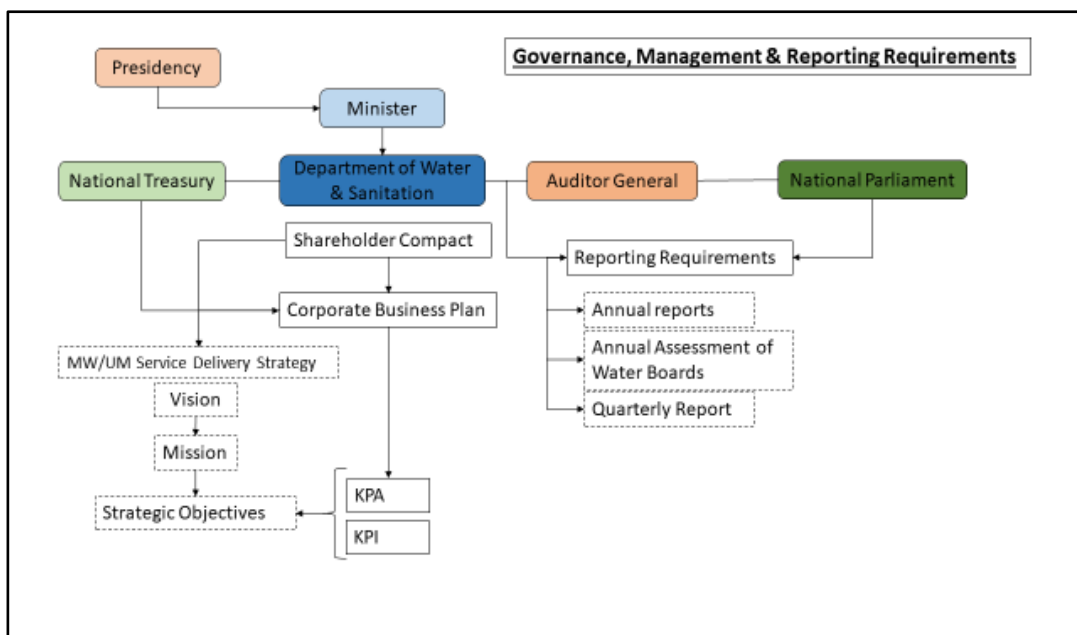 Governance, Management & Reporting Requirements
Presidency
Minister
National Treasury
Department of Water
& Sanitation
Auditor General
National Parliament
Shareholder Compact
Reporting Requirements
Corporate Business Plan
Annual reports
MW/UM Service Delivery Strategy
Annual Assessment of
Water Boards
Vision
Quarterly Report
Mission
Strategic Objectives
KPA
KPI